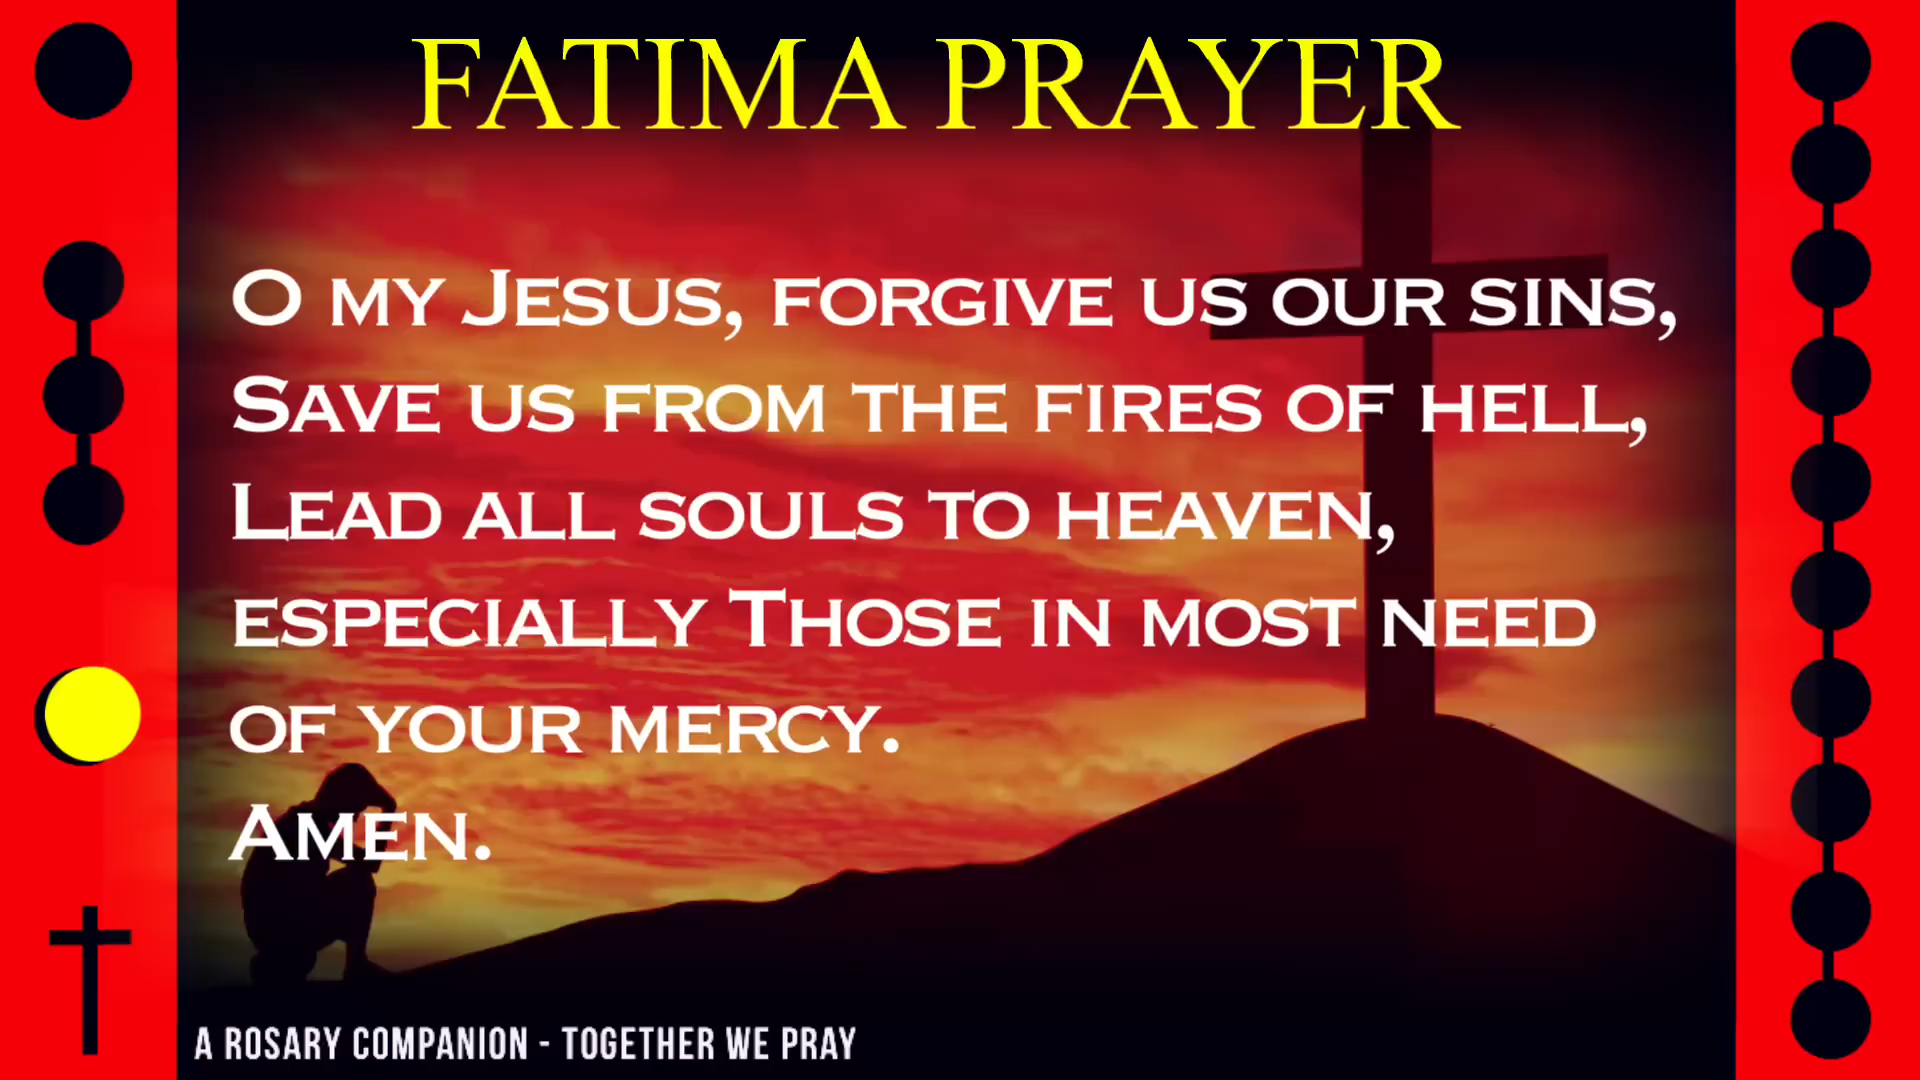 FATIMA PRAYER
O MY JESUS, FORGIVE US OUR SINS,
SAVE US FROM THE FIRES OF HELL,
LEAD ALL SOULS TO HEAVEN,
ESPECIALLY THOSE IN MOST NEED
OF YOUR MERCY.
AMEN.
A ROSARY COMPANION - TOGETHER WE PRAY